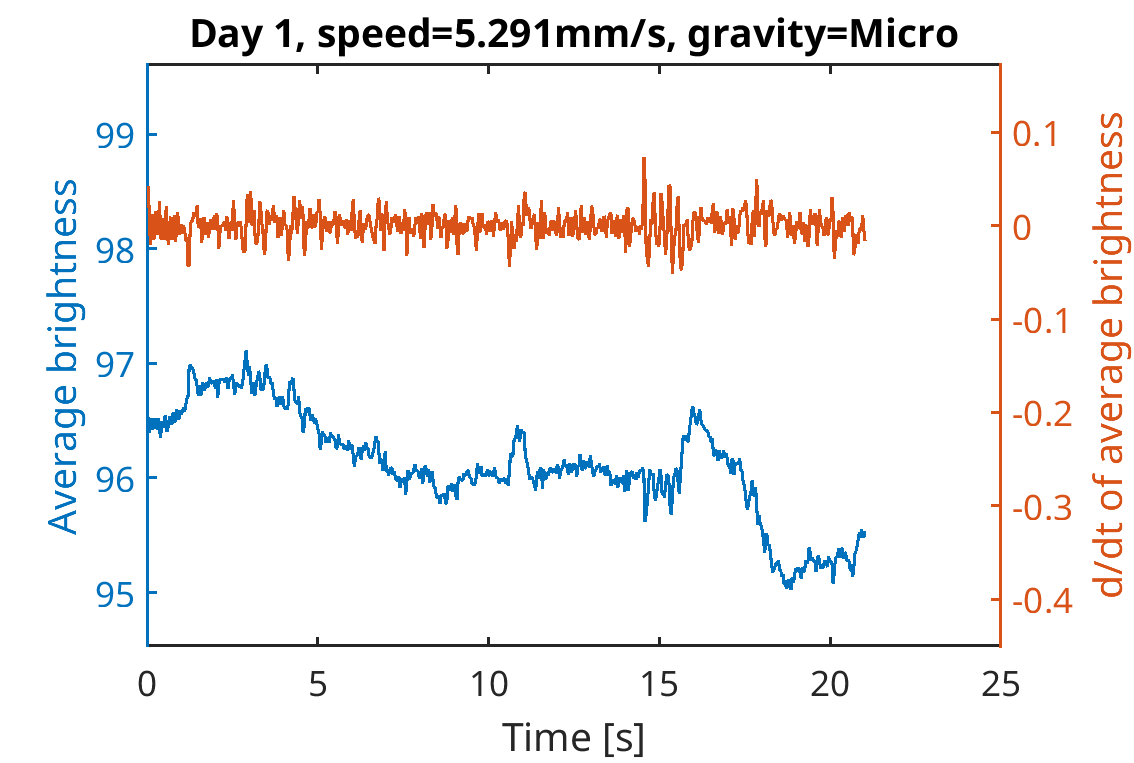 Day 1, speed=5.291mm/s, gravity=Micro
Average brightness
99
98
97
96
95
0.1
0
-0.1
-0.2
-0.3
-0.4
d/dt of average brightness
0 5 10 15 20 25
Time [s]